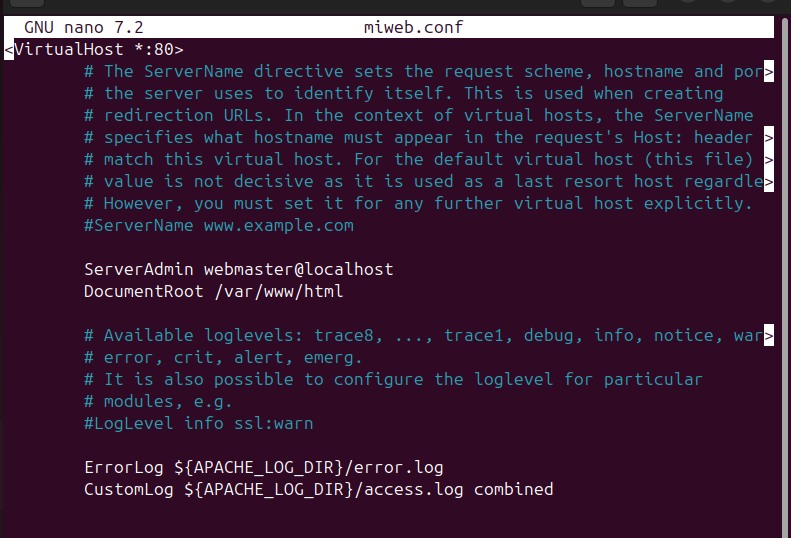 GNU nano 7.2 miweb.conf
<VirtualHost *:80>
# The ServerName directive sets the request scheme, hostname and por>
# the server uses to identify itself. This is used when creating
# redirection URLs. In the context of virtual hosts, the ServerName
# specifies what hostname must appear in the request's Host: header >
# match this virtual host. For the default virtual host (this file) >
# value is not decisive as it is used as a last resort host regardle>
# However, you must set it for any further virtual host explicitly.
#ServerName www.example.com
ServerAdmin webmaster@localhost
DocumentRoot /var/www/html
# Available loglevels: trace8, ..., trace1, debug, info, notice, war>
# error, crit, alert, emerg.
# It is also possible to configure the loglevel for particular
# modules, e.g.
#LogLevel info ssl:warn
ErrorLog ${APACHE_LOG_DIR}/error.log
CustomLog ${APACHE_LOG_DIR}/access.log combined